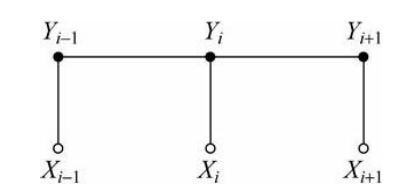 Y_{i-1} Y_i Y_{i+1}
X_{i-1} X_i X_{i+1}